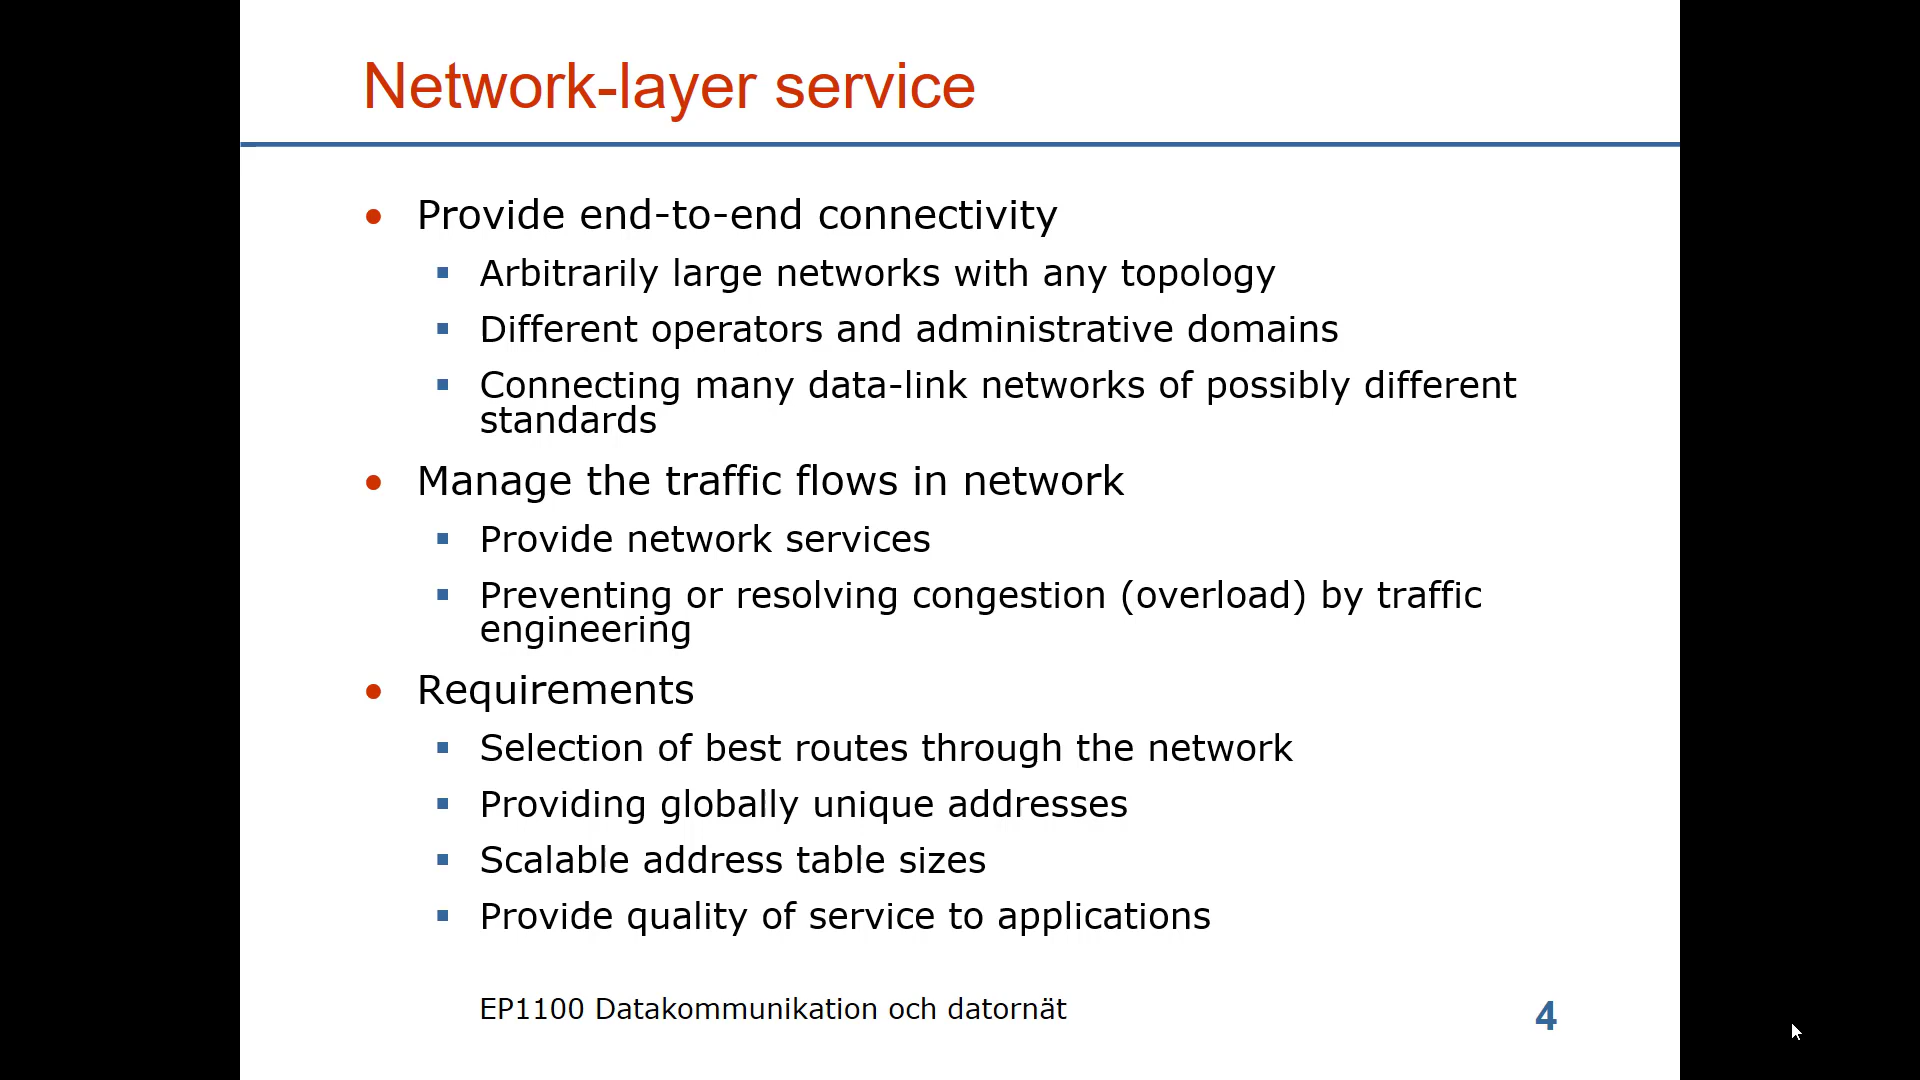 Network-layer service
Provide end-to-end connectivity
Arbitrarily large networks with any topology
Different operators and administrative domains
Connecting many data-link networks of possibly different
standards
Manage the traffic flows in network
Provide network services
Preventing or resolving congestion (overload) by traffic
engineering
Requirements
Selection of best routes through the network
Providing globally unique addresses
Scalable address table sizes
Provide quality of service to applications
EP1100 Datakommunikation och datornät
4